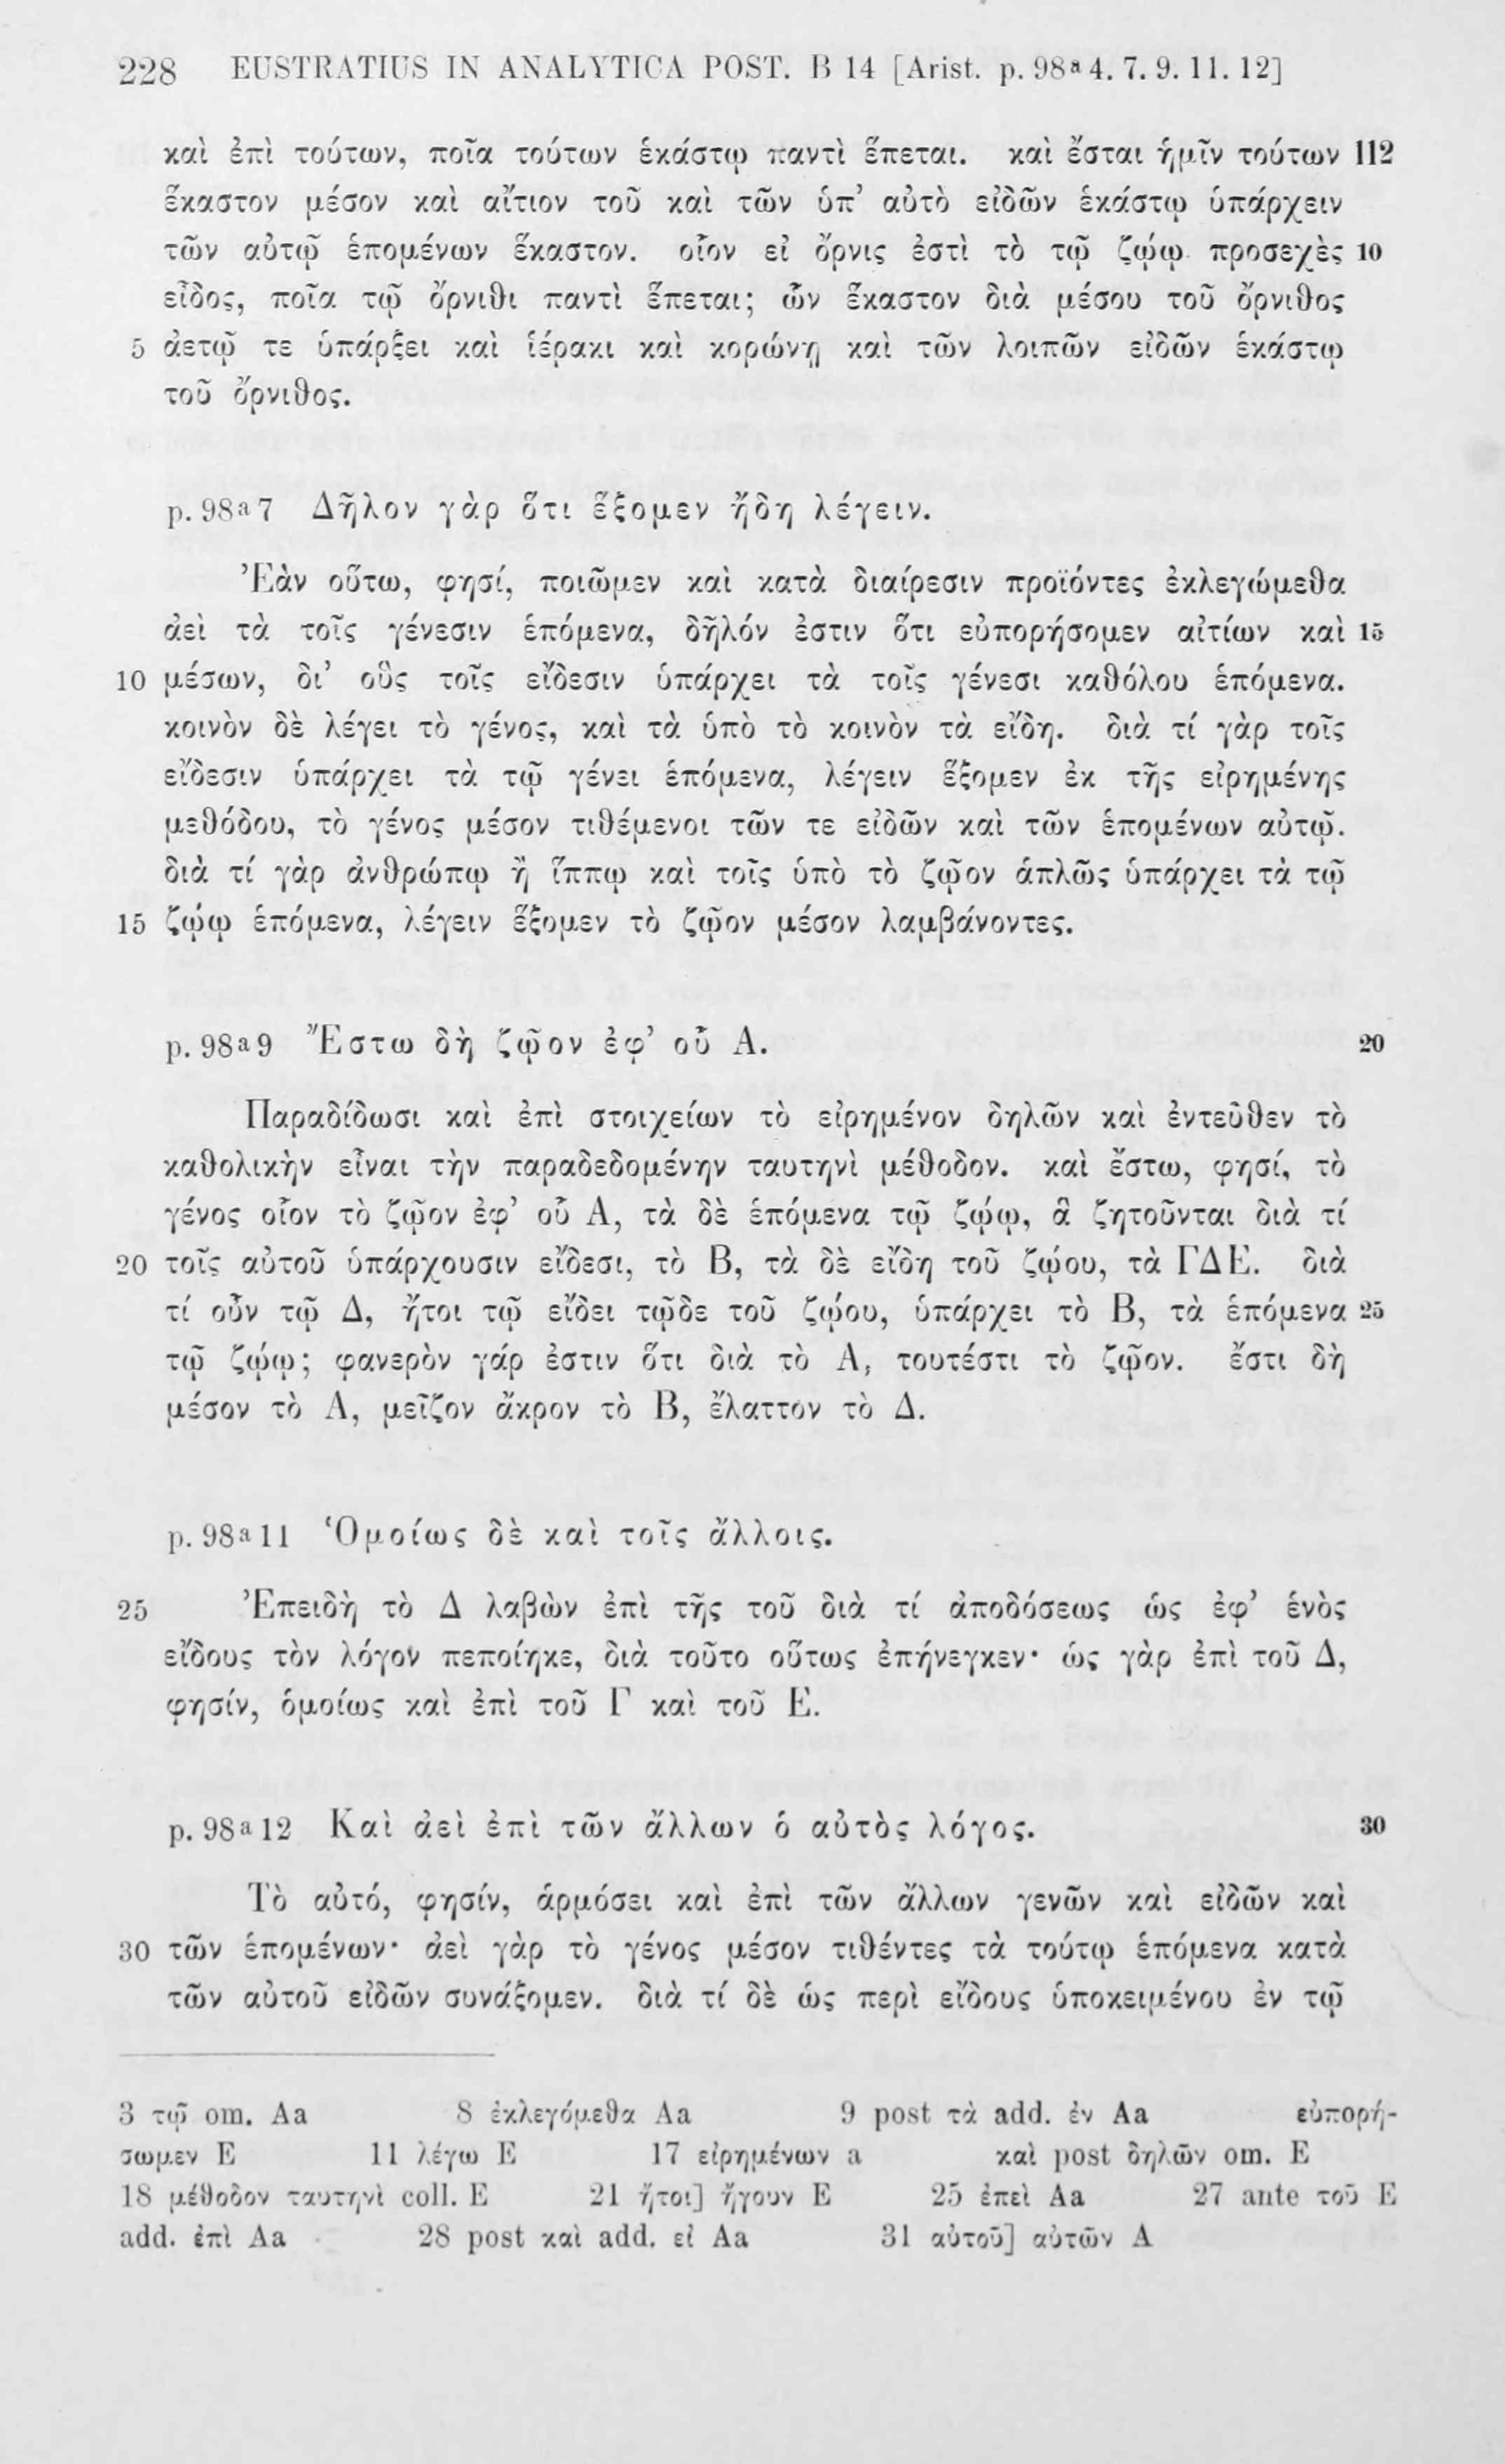 228 EUSTRATIUS IN ANALYTICA POST. B 14 [Arist. p. 98a 4. 7. 9. 11. 12]
καὶ ἐπὶ τούτων, ποῖα τούτων ἑκάστῳ παντὶ ἕπεται. καὶ ἔσται ἡμῖν τούτων 112
ἕκαστον μέσον καὶ αἴτιον τοῦ καὶ τῶν ὑπ’ αὐτὸ εἰδῶν ἑκάστῳ ὑπάρχειν
τῶν αὐτῷ ἑπομένων ἕκαστον. οἷον εἰ ὄρνις ἐστὶ τὸ τῷ ζῴῳ προσεχὲς 10
εἶδος, ποῖα τῷ ὄρνιθι παντὶ ἕπεται; ὧν ἕκαστον διὰ μέσου τοῦ ὄρνιθος
5 ἀετῷ τε ὑπάρξει καὶ ἱέρακι καὶ κορώνῃ καὶ τῶν λοιπῶν εἰδῶν ἑκάστῳ
τοῦ ὄρνιθος.
p. 98a 7 Δῆλον γὰρ ὅτι ἕξομεν ἤδη λέγειν.
Ἐὰν οὕτω, φησί, ποιῶμεν καὶ κατὰ διαίρεσιν προϊόντες ἐκλεγώμεθα
ἀεὶ τὰ τοῖς γένεσιν ἑπόμενα, δῆλόν ἐστιν ὅτι εὐπορήσομεν αἰτίων καὶ 15
10 μέσων, δι’ οὓς τοῖς εἴδεσιν ὑπάρχει τὰ τοῖς γένεσι καθόλου ἑπόμενα.
κοινὸν δὲ λέγει τὸ γένος, καὶ τὰ ὑπὸ τὸ κοινὸν τὰ εἴδη. διὰ τί γὰρ τοῖς
εἴδεσιν ὑπάρχει τὰ τῷ γένει ἑπόμενα, λέγειν ἕξομεν ἐκ τῆς εἰρημένης
μεθόδου, τὸ γένος μέσον τιθέμενοι τῶν τε εἰδῶν καὶ τῶν ἑπομένων αὐτῷ.
διὰ τί γὰρ ἀνθρώπῳ ἢ ἵππῳ καὶ τοῖς ὑπὸ τὸ ζῷον ἁπλῶς ὑπάρχει τὰ τῷ
15 ζῴῳ ἑπόμενα, λέγειν ἕξομεν τὸ ζῷον μέσον λαμβάνοντες.
p. 98a 9 Ἔστω δὴ ζῷον ἐφ’ οὗ Α. 20
Παραδίδωσι καὶ ἐπὶ στοιχείων τὸ εἰρημένον δηλῶν καὶ ἐντεῦθεν τὸ
καθολικὴν εἶναι τὴν παραδεδομένην ταυτηνὶ μέθοδον. καὶ ἔστω, φησί, τὸ
γένος οἷον τὸ ζῷον ἐφ’ οὗ Α, τὰ δὲ ἑπόμενα τῷ ζῴῳ, ἃ ζητοῦνται διὰ τί
20 τοῖς αὐτοῦ ὑπάρχουσιν εἴδεσι, τὸ Β, τὰ δὲ εἴδη τοῦ ζῴου, τὰ ΓΔΕ. διὰ
τί οὖν τῷ Δ, ἤτοι τῷ εἴδει τῷδε τοῦ ζῴου, ὑπάρχει τὸ Β, τὰ ἑπόμενα 25
τῷ ζῴῳ; φανερὸν γάρ ἐστιν ὅτι διὰ τὸ Α, τουτέστι τὸ ζῷον. ἔστι δὴ
μέσον τὸ Α, μεῖζον ἄκρον τὸ Β, ἔλαττον τὸ Δ.
p. 98a 11 Ὁμοίως δὲ καὶ τοῖς ἄλλοις.
25 Ἐπειδὴ τὸ Δ λαβὼν ἐπὶ τῆς τοῦ διὰ τί ἀποδόσεως ὡς ἐφ’ ἑνὸς
εἴδους τὸν λόγον πεποίηκε, διὰ τοῦτο οὕτως ἐπήνεγκεν· ὡς γὰρ ἐπὶ τοῦ Δ,
φησίν, ὁμοίως καὶ ἐπὶ τοῦ Γ καὶ τοῦ Ε.
p. 98a 12 Καὶ ἀεὶ ἐπὶ τῶν ἄλλων ὁ αὐτὸς λόγος. 30
Τὸ αὐτό, φησίν, ἁρμόσει καὶ ἐπὶ τῶν ἄλλων γενῶν καὶ εἰδῶν καὶ
30 τῶν ἑπομένων· ἀεὶ γὰρ τὸ γένος μέσον τιθέντες τὰ τούτῳ ἑπόμενα κατὰ
τῶν αὐτοῦ εἰδῶν συνάξομεν. διὰ τί δὲ ὡς περὶ εἴδους ὑποκειμένου ἐν τῷ
3 τῷ om. Aa 8 ἐκλεγόμεθα Aa 9 post τὰ add. ἐν Aa εὐπορή-
σωμεν E 11 λέγω E 17 εἰρημένων a καὶ post δηλῶν om. E
18 μέθοδον ταυτηνὶ coll. E 21 ἤτοι] ἤγουν E 25 ἐπεὶ Aa 27 ante τοῦ E
add. ἐπὶ Aa 28 post καὶ add. εἰ Aa 31 αὐτοῦ] αὐτῶν A